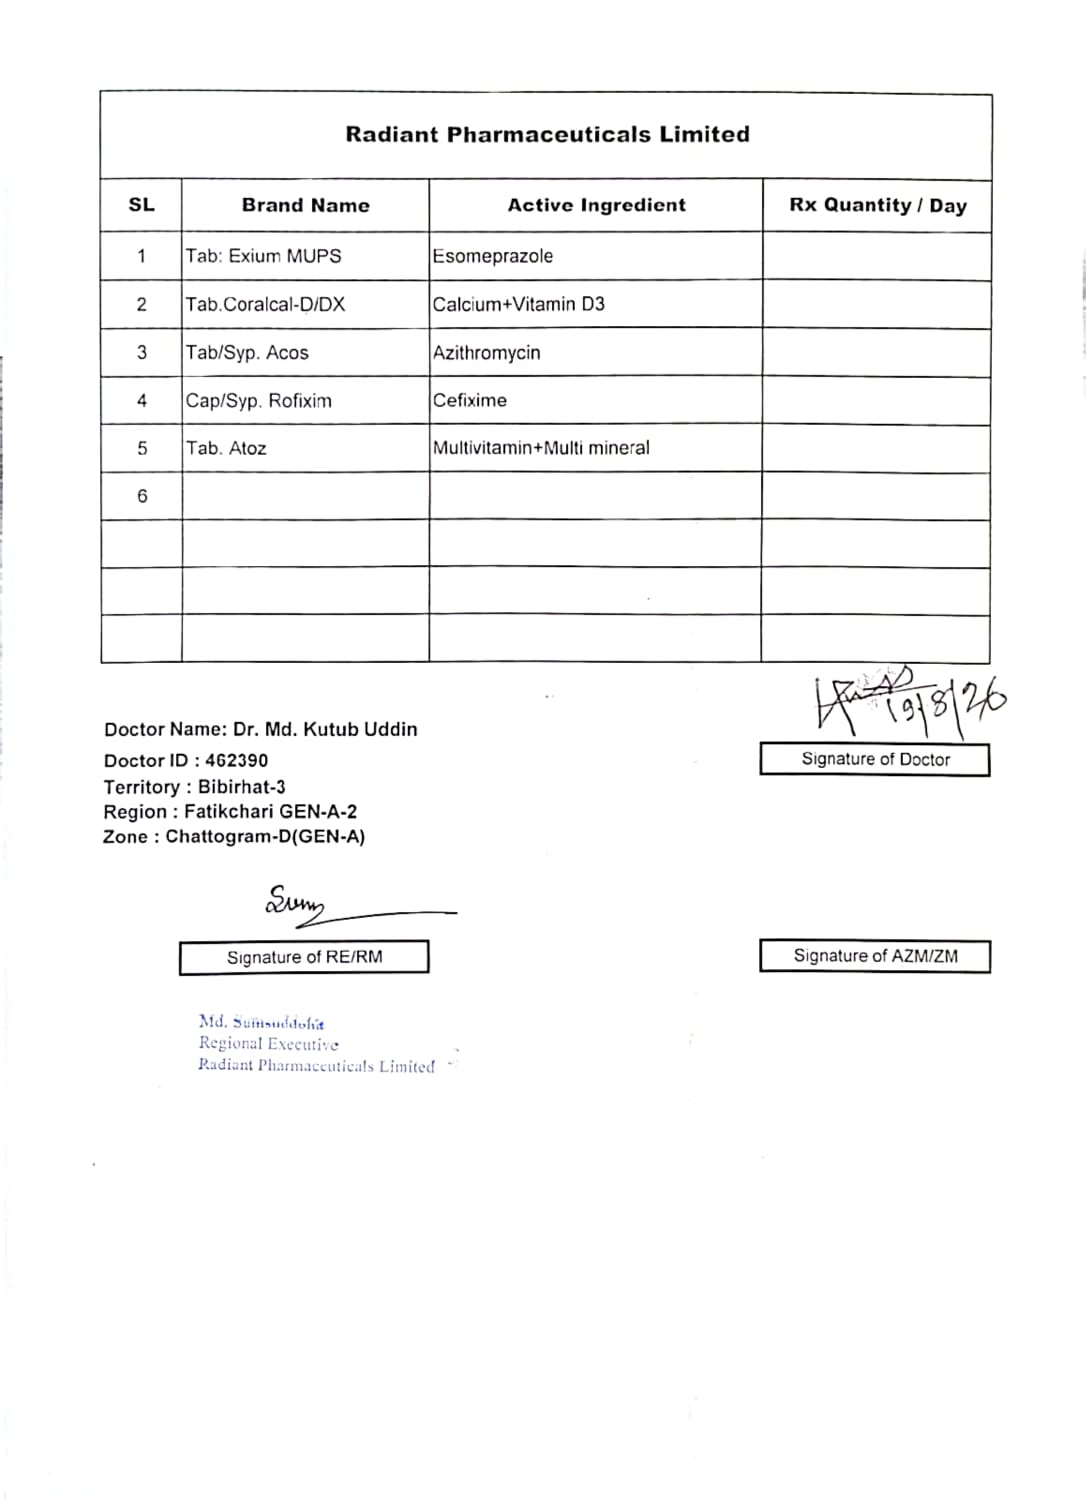 Radiant Pharmaceuticals Limited
SL Brand Name Active Ingredient Rx Quantity / Day
1 Tab: Exium MUPS Esomeprazole
2 Tab.Coralcal-D/DX Calcium+Vitamin D3
3 Tab/Syp. Acos Azithromycin
4 Cap/Syp. Rofixim Cefixime
5 Tab. Atoz Multivitamin+Multi mineral
6
19/8/26
Doctor Name: Dr. Md. Kutub Uddin
Signature of Doctor
Doctor ID : 462390
Territory : Bibirhat-3
Region : Fatikchari GEN-A-2
Zone : Chattogram-D(GEN-A)
Signature of RE/RM Signature of AZM/ZM
Md.
Regional Executive
Radiant Pharmaceuticals Limited